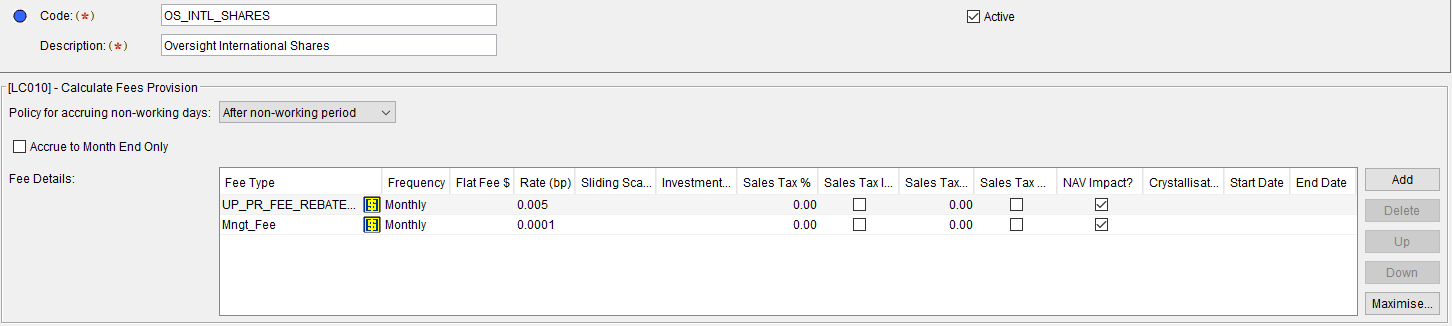 Code: (*) OS_INTL_SHARES Active
Description: (*) Oversight International Shares
[LC010] - Calculate Fees Provision
Policy for accruing non-working days: After non-working period
Accrue to Month End Only
Fee Details:
Fee Type Frequency Flat Fee $ Rate (bp) Sliding Sca... Investment... Sales Tax % Sales Tax I... Sales Tax... Sales Tax ... NAV Impact? Crystallisat... Start Date End Date Add
UP_PR_FEE_REBATE... Monthly 0.005 0.00 0.00 Delete
Mngt_Fee Monthly 0.0001 0.00 0.00
Up
Down
Maximise...